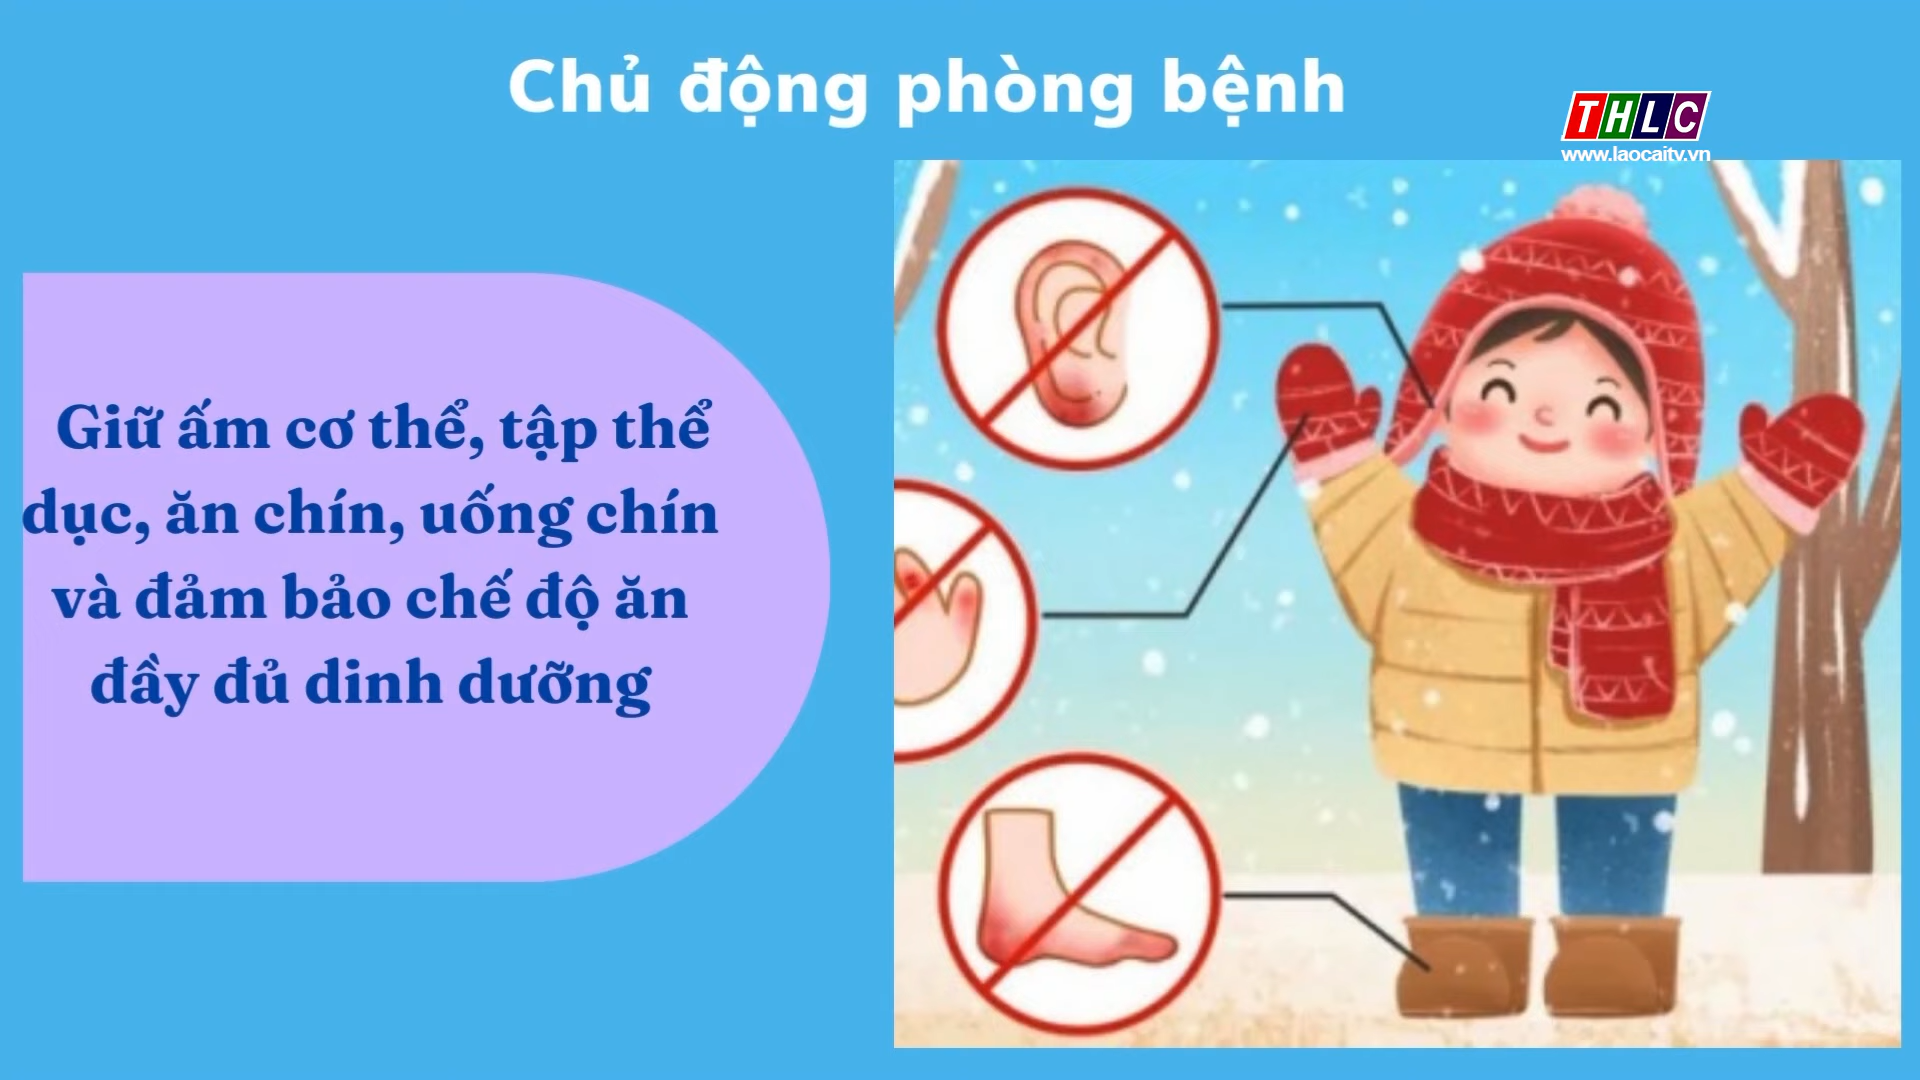 Chủ động phòng bệnh
THLC
www.laocaitv.vn
Giữ ấm cơ thể, tập thể
dục, ăn chín, uống chín
và đảm bảo chế độ ăn
đầy đủ dinh dưỡng